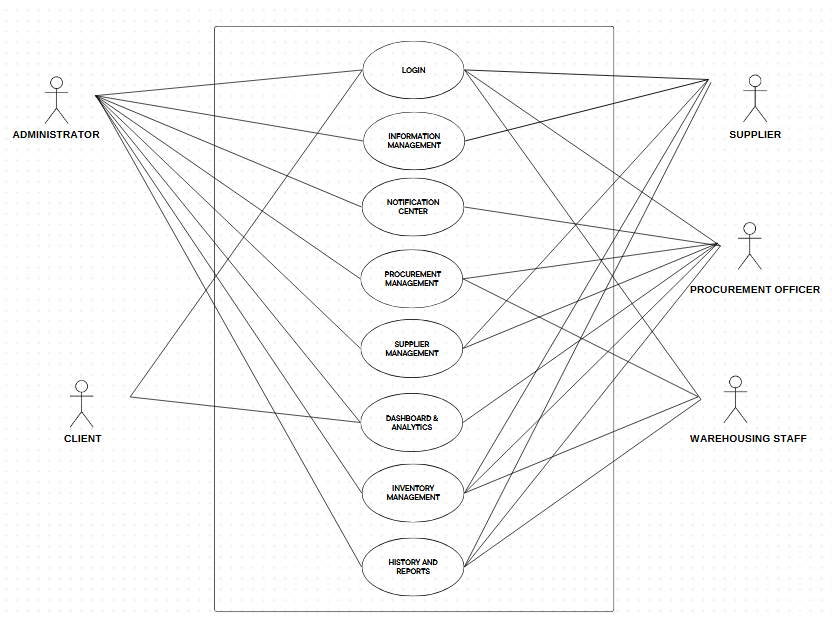 LOGIN
ADMINISTRATOR
SUPPLIER
INFORMATION
MANAGEMENT
NOTIFICATION
CENTER
PROCUREMENT
MANAGEMENT
PROCUREMENT OFFICER
SUPPLIER
MANAGEMENT
CLIENT
DASHBOARD &
ANALYTICS
WAREHOUSING STAFF
INVENTORY
MANAGEMENT
HISTORY AND
REPORTS